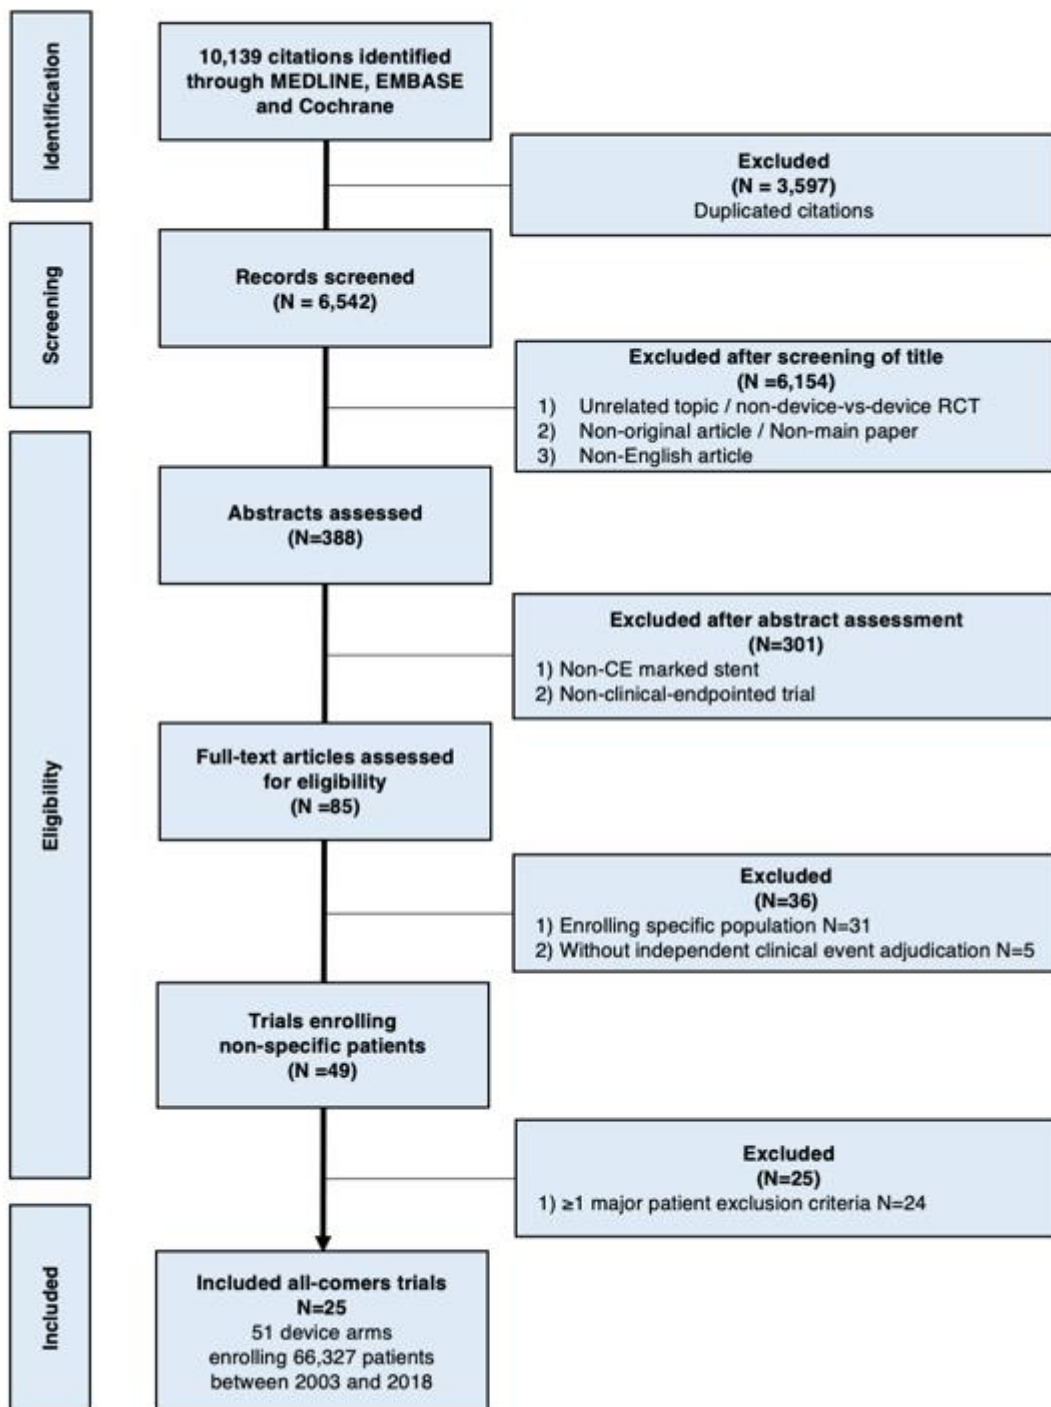 Identification
10,139 citations identified
through MEDLINE, EMBASE
and Cochrane
Excluded
(N = 3,597)
Duplicated citations
Screening
Records screened
(N = 6,542)
Excluded after screening of title
(N =6,154)
1) Unrelated topic / non-device-vs-device RCT
2) Non-original article / Non-main paper
3) Non-English article
Eligibility
Abstracts assessed
(N=388)
Excluded after abstract assessment
(N=301)
1) Non-CE marked stent
2) Non-clinical-endpointed trial
Full-text articles assessed
for eligibility
(N =85)
Excluded
(N=36)
1) Enrolling specific population N=31
2) Without independent clinical event adjudication N=5
Trials enrolling
non-specific patients
(N =49)
Excluded
(N=25)
1) ≥1 major patient exclusion criteria N=24
Included
Included all-comers trials
N=25
51 device arms
enrolling 66,327 patients
between 2003 and 2018